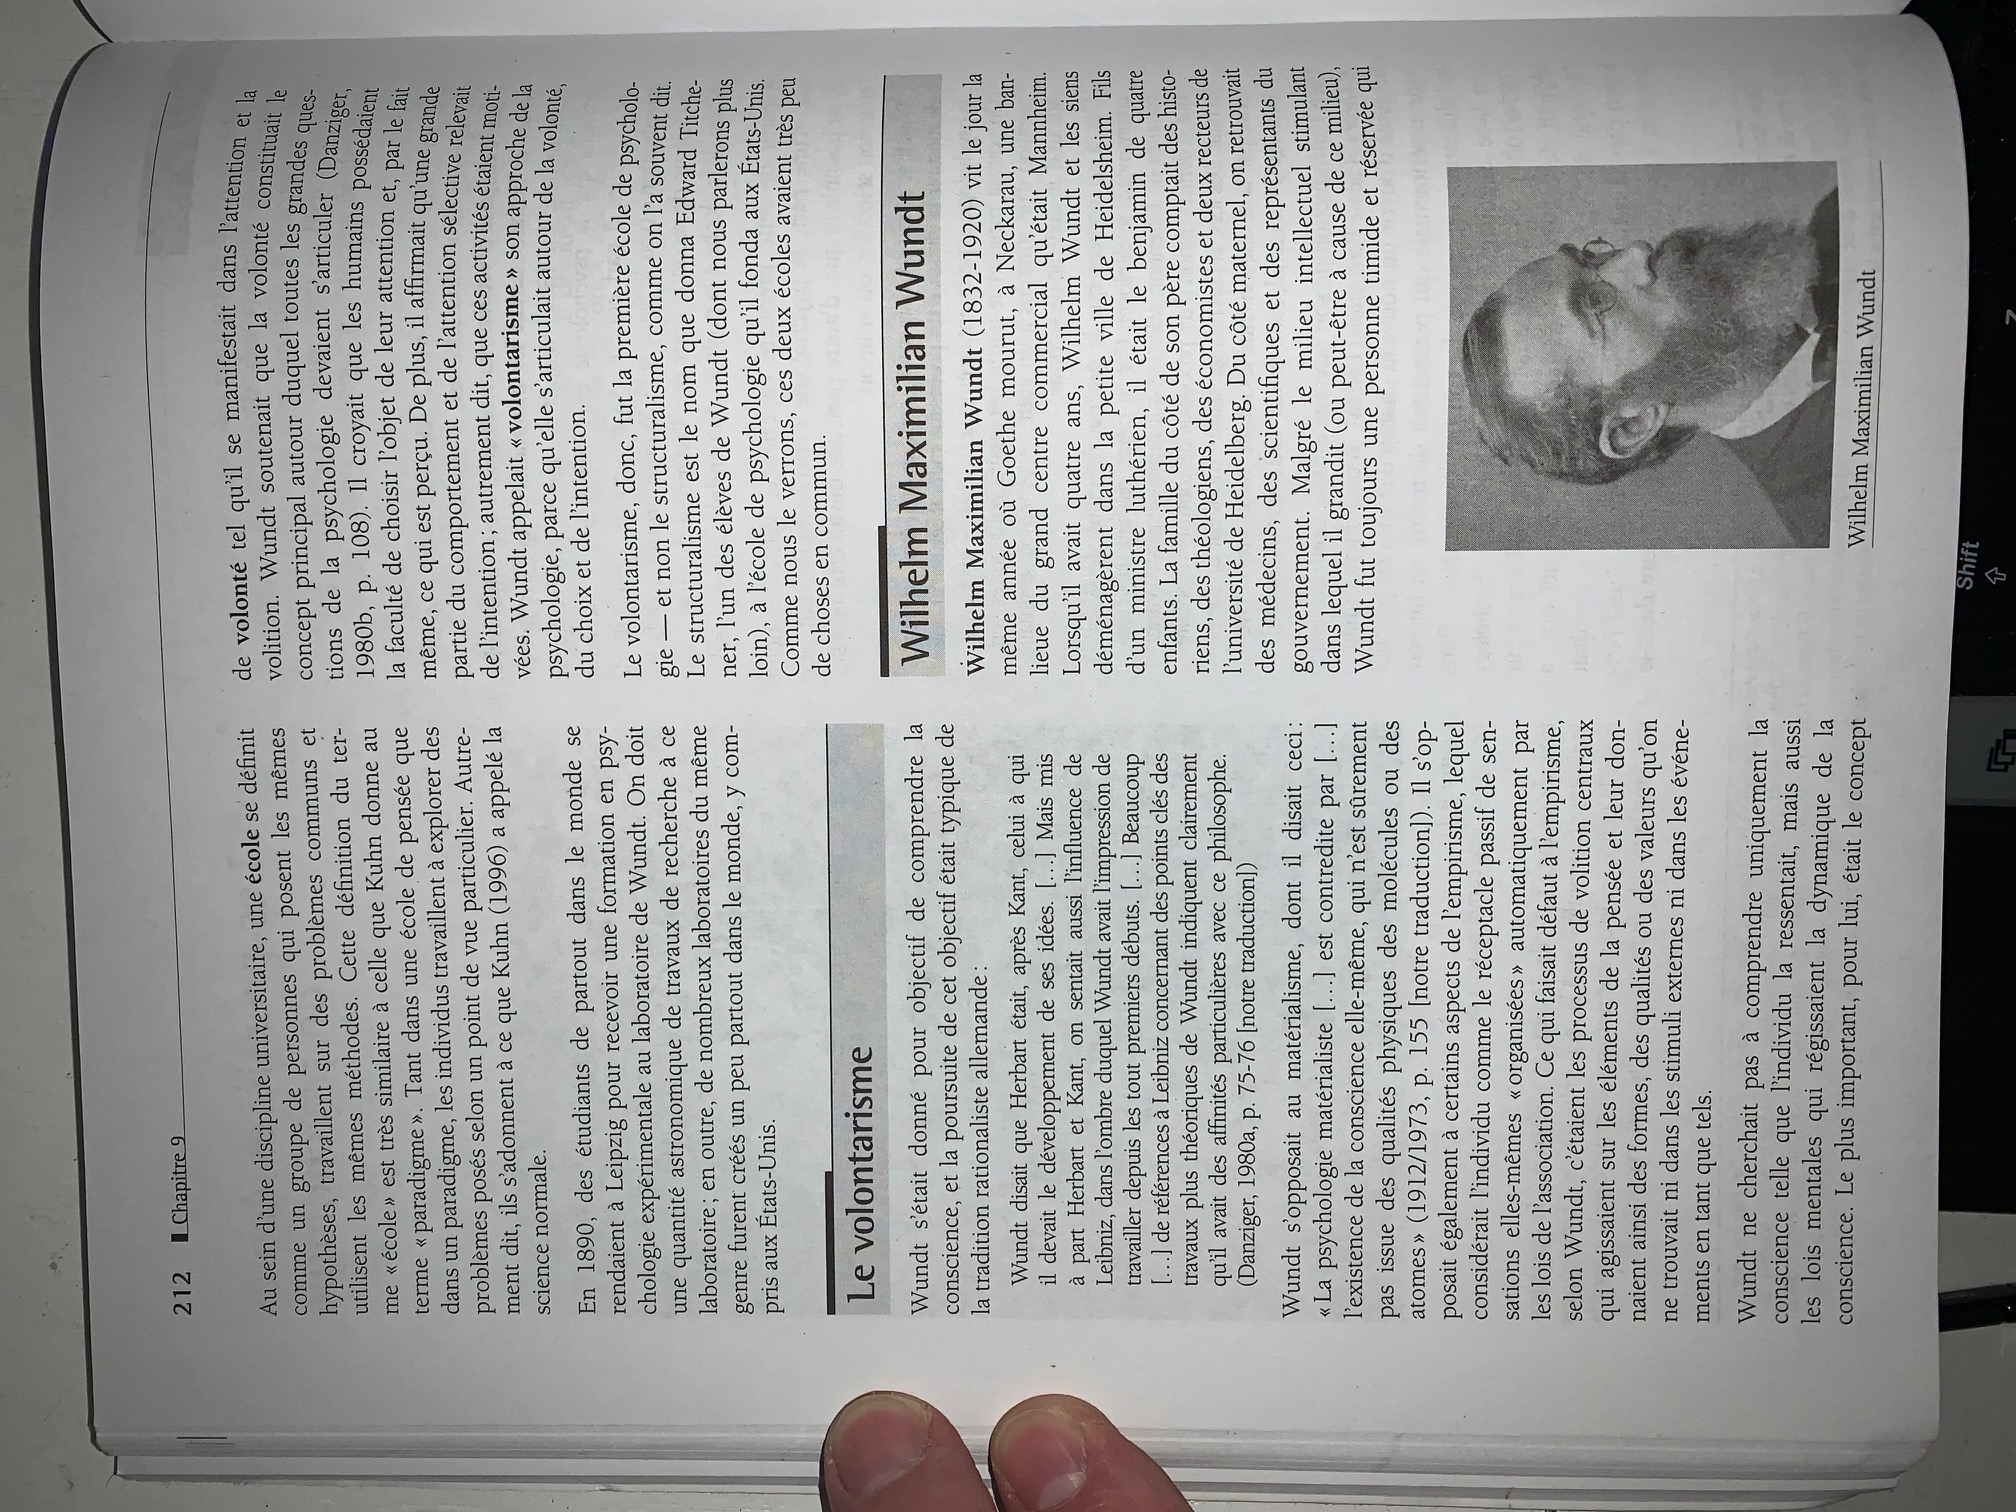 212 Chapitre 9
Au sein d'une discipline universitaire, une école se définit
comme un groupe de personnes qui posent les mêmes
hypothèses, travaillent sur des problèmes communs et
utilisent les mêmes méthodes. Cette définition du ter-
me « école » est très similaire à celle que Kuhn donne au
terme « paradigme ». Tant dans une école de pensée que
dans un paradigme, les individus travaillent à explorer des
problèmes posés selon un point de vue particulier. Autre-
ment dit, ils s'adonnent à ce que Kuhn (1996) a appelé la
science normale.
En 1890, des étudiants de partout dans le monde se
rendaient à Leipzig pour recevoir une formation en psy-
chologie expérimentale au laboratoire de Wundt. On doit
une quantité astronomique de travaux de recherche à ce
laboratoire ; en outre, de nombreux laboratoires du même
genre furent créés un peu partout dans le monde, y com-
pris aux États-Unis.
Le volontarisme
Wundt s'était donné pour objectif de comprendre la
conscience, et la poursuite de cet objectif était typique de
la tradition rationaliste allemande :
Wundt disait que Herbart était, après Kant, celui à qui
il devait le développement de ses idées. [...] Mais mis
à part Herbart et Kant, on sentait aussi l'influence de
Leibniz, dans l'ombre duquel Wundt avait l'impression de
travailler depuis les tout premiers débuts. [...] Beaucoup
[...] de références à Leibniz concernant des points clés des
travaux plus théoriques de Wundt indiquent clairement
qu'il avait des affinités particulières avec ce philosophe.
(Danziger, 1980a, p. 75-76 [notre traduction])
Wundt s'opposait au matérialisme, dont il disait ceci :
« La psychologie matérialiste [...] est contredite par [...]
l'existence de la conscience elle-même, qui n'est sûrement
pas issue des qualités physiques des molécules ou des
atomes » (1912/1973, p. 155 [notre traduction]). Il s'op-
posait également à certains aspects de l'empirisme, lequel
considérait l'individu comme le réceptacle passif de sen-
sations elles-mêmes « organisées » automatiquement par
les lois de l'association. Ce qui faisait défaut à l'empirisme,
selon Wundt, c'étaient les processus de volition centraux
qui agissaient sur les éléments de la pensée et leur don-
naient ainsi des formes, des qualités ou des valeurs qu'on
ne trouvait ni dans les stimuli externes ni dans les événe-
ments en tant que tels.
Wundt ne cherchait pas à comprendre uniquement la
conscience telle que l'individu la ressentait, mais aussi
les lois mentales qui régissaient la dynamique de la
conscience. Le plus important, pour lui, était le concept
de volonté tel qu'il se manifestait dans l'attention et la
volition. Wundt soutenait que la volonté constituait le
concept principal autour duquel toutes les grandes ques-
tions de la psychologie devaient s'articuler (Danziger,
1980b, p. 108). Il croyait que les humains possédaient
la faculté de choisir l'objet de leur attention et, par le fait
même, ce qui est perçu. De plus, il affirmait qu'une grande
partie du comportement et de l'attention sélective relevait
de l'intention ; autrement dit, que ces activités étaient moti-
vées. Wundt appelait « volontarisme » son approche de la
psychologie, parce qu'elle s'articulait autour de la volonté,
du choix et de l'intention.
Le volontarisme, donc, fut la première école de psycholo-
gie — et non le structuralisme, comme on l'a souvent dit.
Le structuralisme est le nom que donna Edward Titche-
ner, l'un des élèves de Wundt (dont nous parlerons plus
loin), à l'école de psychologie qu'il fonda aux États-Unis.
Comme nous le verrons, ces deux écoles avaient très peu
de choses en commun.
Wilhelm Maximilian Wundt
Wilhelm Maximilian Wundt (1832-1920) vit le jour la
même année où Goethe mourut, à Neckarau, une ban-
lieue du grand centre commercial qu'était Mannheim.
Lorsqu'il avait quatre ans, Wilhelm Wundt et les siens
déménagèrent dans la petite ville de Heidelsheim. Fils
d'un ministre luthérien, il était le benjamin de quatre
enfants. La famille du côté de son père comptait des histo-
riens, des théologiens, des économistes et deux recteurs de
l'université de Heidelberg. Du côté maternel, on retrouvait
des médecins, des scientifiques et des représentants du
gouvernement. Malgré le milieu intellectuel stimulant
dans lequel il grandit (ou peut-être à cause de ce milieu),
Wundt fut toujours une personne timide et réservée qui
Wilhelm Maximilian Wundt
Shift
Z